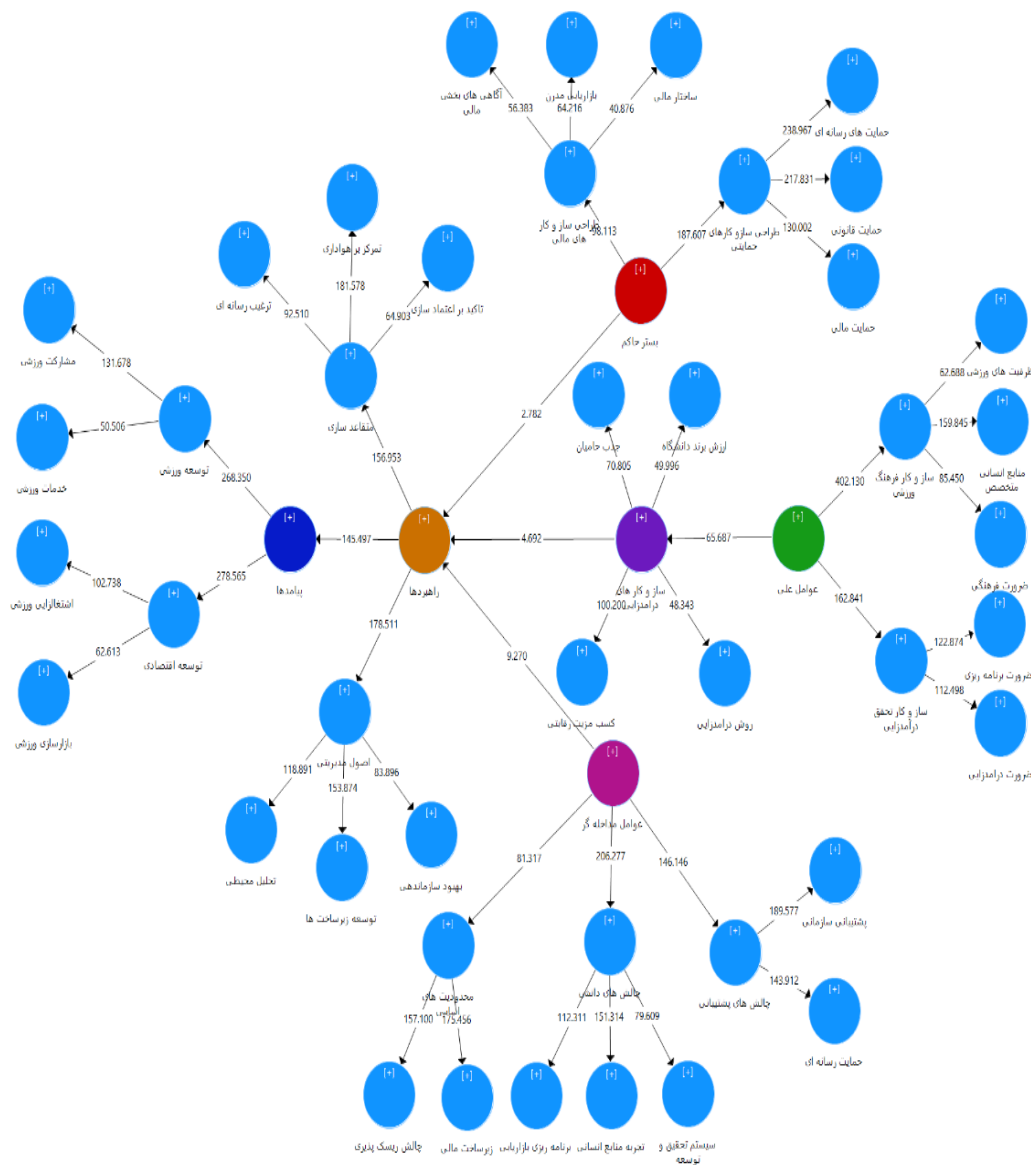 [+]
[+]
[+]
آگاهی های بخشی
مالی
بازاریابی مدرن
ساختار مالی
56.383
64.216
40.876
[+]
حمایت های رسانه ای
238.967
[+]
طراحی ساز و کار
های مالی
98.113
[+]
طراحی سازو کارهای
حمایتی
187.607
217.831
[+]
حمایت قانونی
130.002
[+]
حمایت مالی
[+]
بستر حاکم
2.782
[+]
تمرکز بر هواداری
181.578
[+]
ترغیب رسانه ای
92.510
[+]
تاکید بر اعتماد سازی
64.903
[+]
متقاعد سازی
156.953
[+]
مشارکت ورزشی
131.678
[+]
خدمات ورزشی
50.506
[+]
توسعه ورزشی
268.350
[+]
جذب حامیان
70.805
[+]
ارزش برند دانشگاه
49.996
[+]
ظرفیت های ورزشی
62.688
[+]
ساز و کار فرهنگ
ورزشی
159.845
[+]
منابع انسانی
متخصص
85.450
[+]
ضرورت فرهنگی
402.130
[+]
پیامدها
145.497
[+]
راهبردها
4.692
[+]
ساز و کار های
درامدزایی
65.687
[+]
عوامل علی
162.841
[+]
اشتغالزایی ورزشی
102.738
278.565
[+]
توسعه اقتصادی
62.613
[+]
بازارسازی ورزشی
100.200
48.343
[+]
کسب مزیت رقابتی
[+]
روش درامدزایی
[+]
ساز و کار تحقق
درآمدزایی
122.874
[+]
ضرورت برنامه ریزی
112.498
[+]
ضرورت درامدزایی
178.511
9.270
[+]
اصول مدیریتی
118.891
153.874
83.896
[+]
تحلیل محیطی
[+]
توسعه زیرساخت ها
[+]
بهبود سازماندهی
[+]
عوامل مداخله گر
81.317
206.277
146.146
[+]
محدودیت های
اساسی
[+]
چالش های دانشی
[+]
چالش های پشتیبانی
189.577
[+]
پشتیبانی سازمانی
143.912
[+]
حمایت رسانه ای
157.100
175.456
112.311
151.314
79.609
[+]
چالش ریسک پذیری
[+]
زیرساخت مالی
[+]
برنامه ریزی بازاریابی
[+]
تجربه منابع انسانی
[+]
سیستم تحقیق و
توسعه